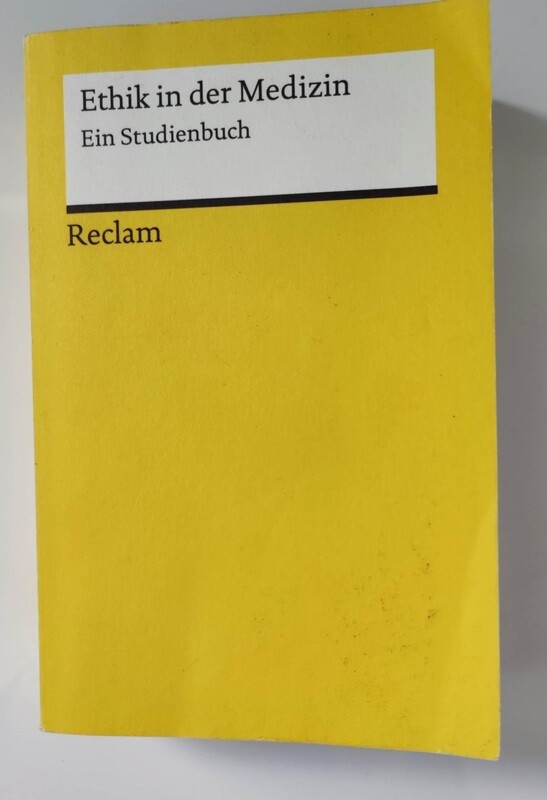 Ethik in der Medizin
Ein Studienbuch
Reclam